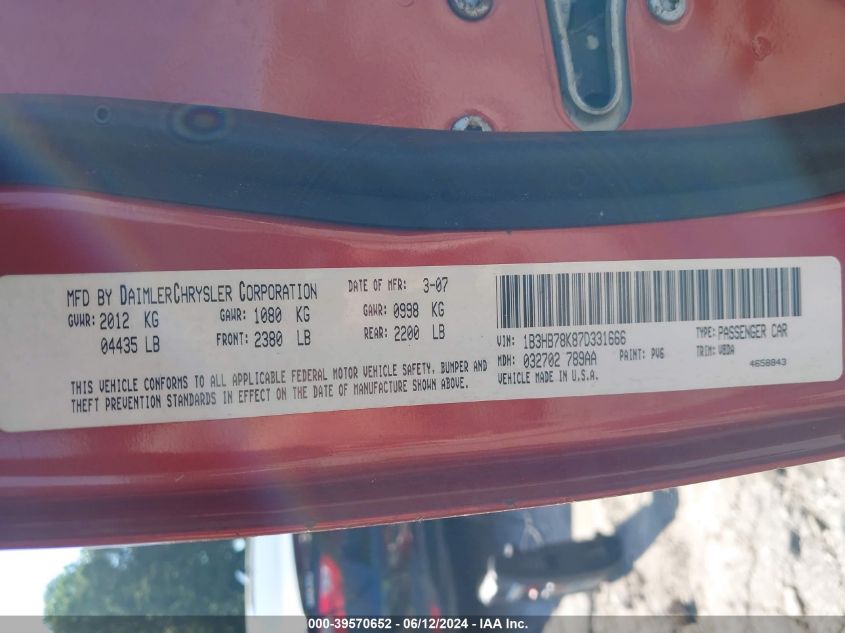 MFD BY DAIMLERCHRYSLER CORPORATION DATE OF MFR: 3-07
GVWR: 2012 KG GAWR: 1080 KG GAWR: 0998 KG
04435 LB FRONT: 2380 LB REAR: 2200 LB
THIS VEHICLE CONFORMS TO ALL APPLICABLE FEDERAL MOTOR VEHICLE SAFETY, BUMPER AND
THEFT PREVENTION STANDARDS IN EFFECT ON THE DATE OF MANUFACTURE SHOWN ABOVE.
VIN: 1B3HB78K87D331666 TYPE: PASSENGER CAR
MDH: 032702 789AA PAINT: PV6 TRIM: VBDA
VEHICLE MADE IN U.S.A. 4658843
000-39570652 - 06/12/2024 - IAA Inc.